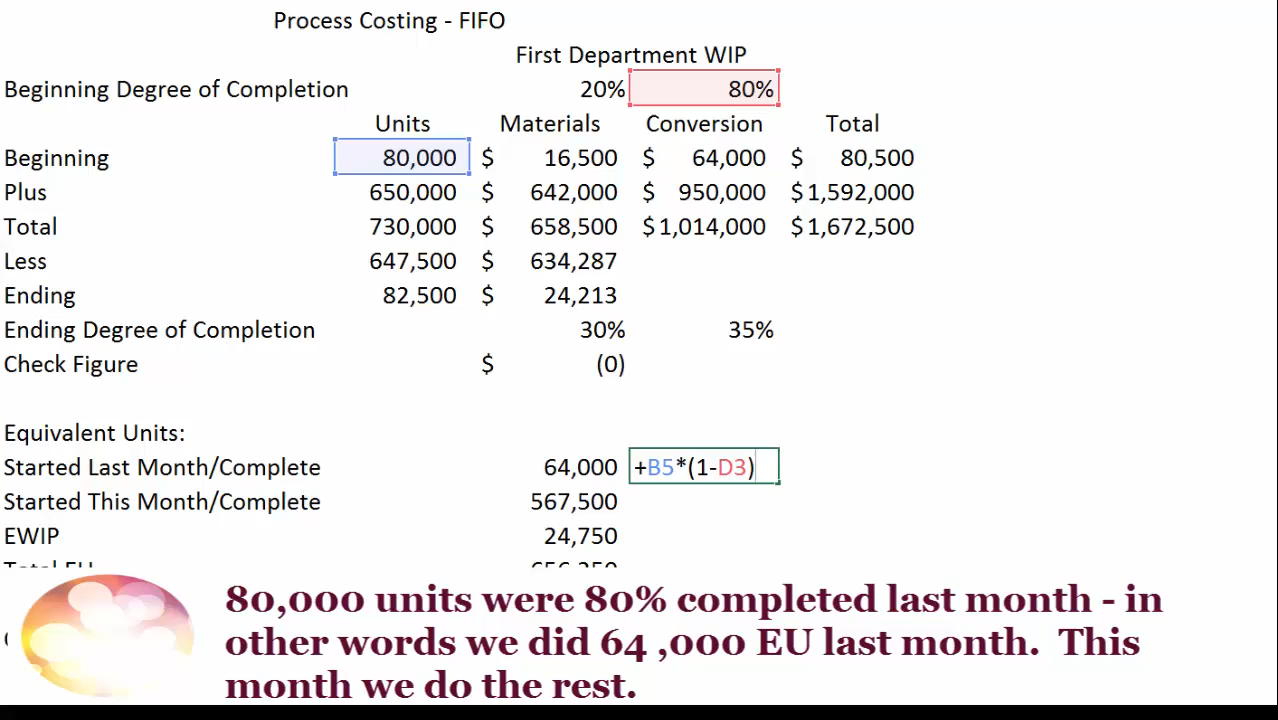 Process Costing - FIFO
First Department WIP
Beginning Degree of Completion 20% 80%
Units Materials Conversion Total
Beginning 80,000 $ 16,500 $ 64,000 $ 80,500
Plus 650,000 $ 642,000 $ 950,000 $ 1,592,000
Total 730,000 $ 658,500 $ 1,014,000 $ 1,672,500
Less 647,500 $ 634,287
Ending 82,500 $ 24,213
Ending Degree of Completion 30% 35%
Check Figure $ (0)
Equivalent Units:
Started Last Month/Complete 64,000 +B5*(1-D3)
Started This Month/Complete 567,500
EWIP 24,750
Total EU 656,250
80,000 units were 80% completed last month - in
other words we did 64 ,000 EU last month. This
month we do the rest.